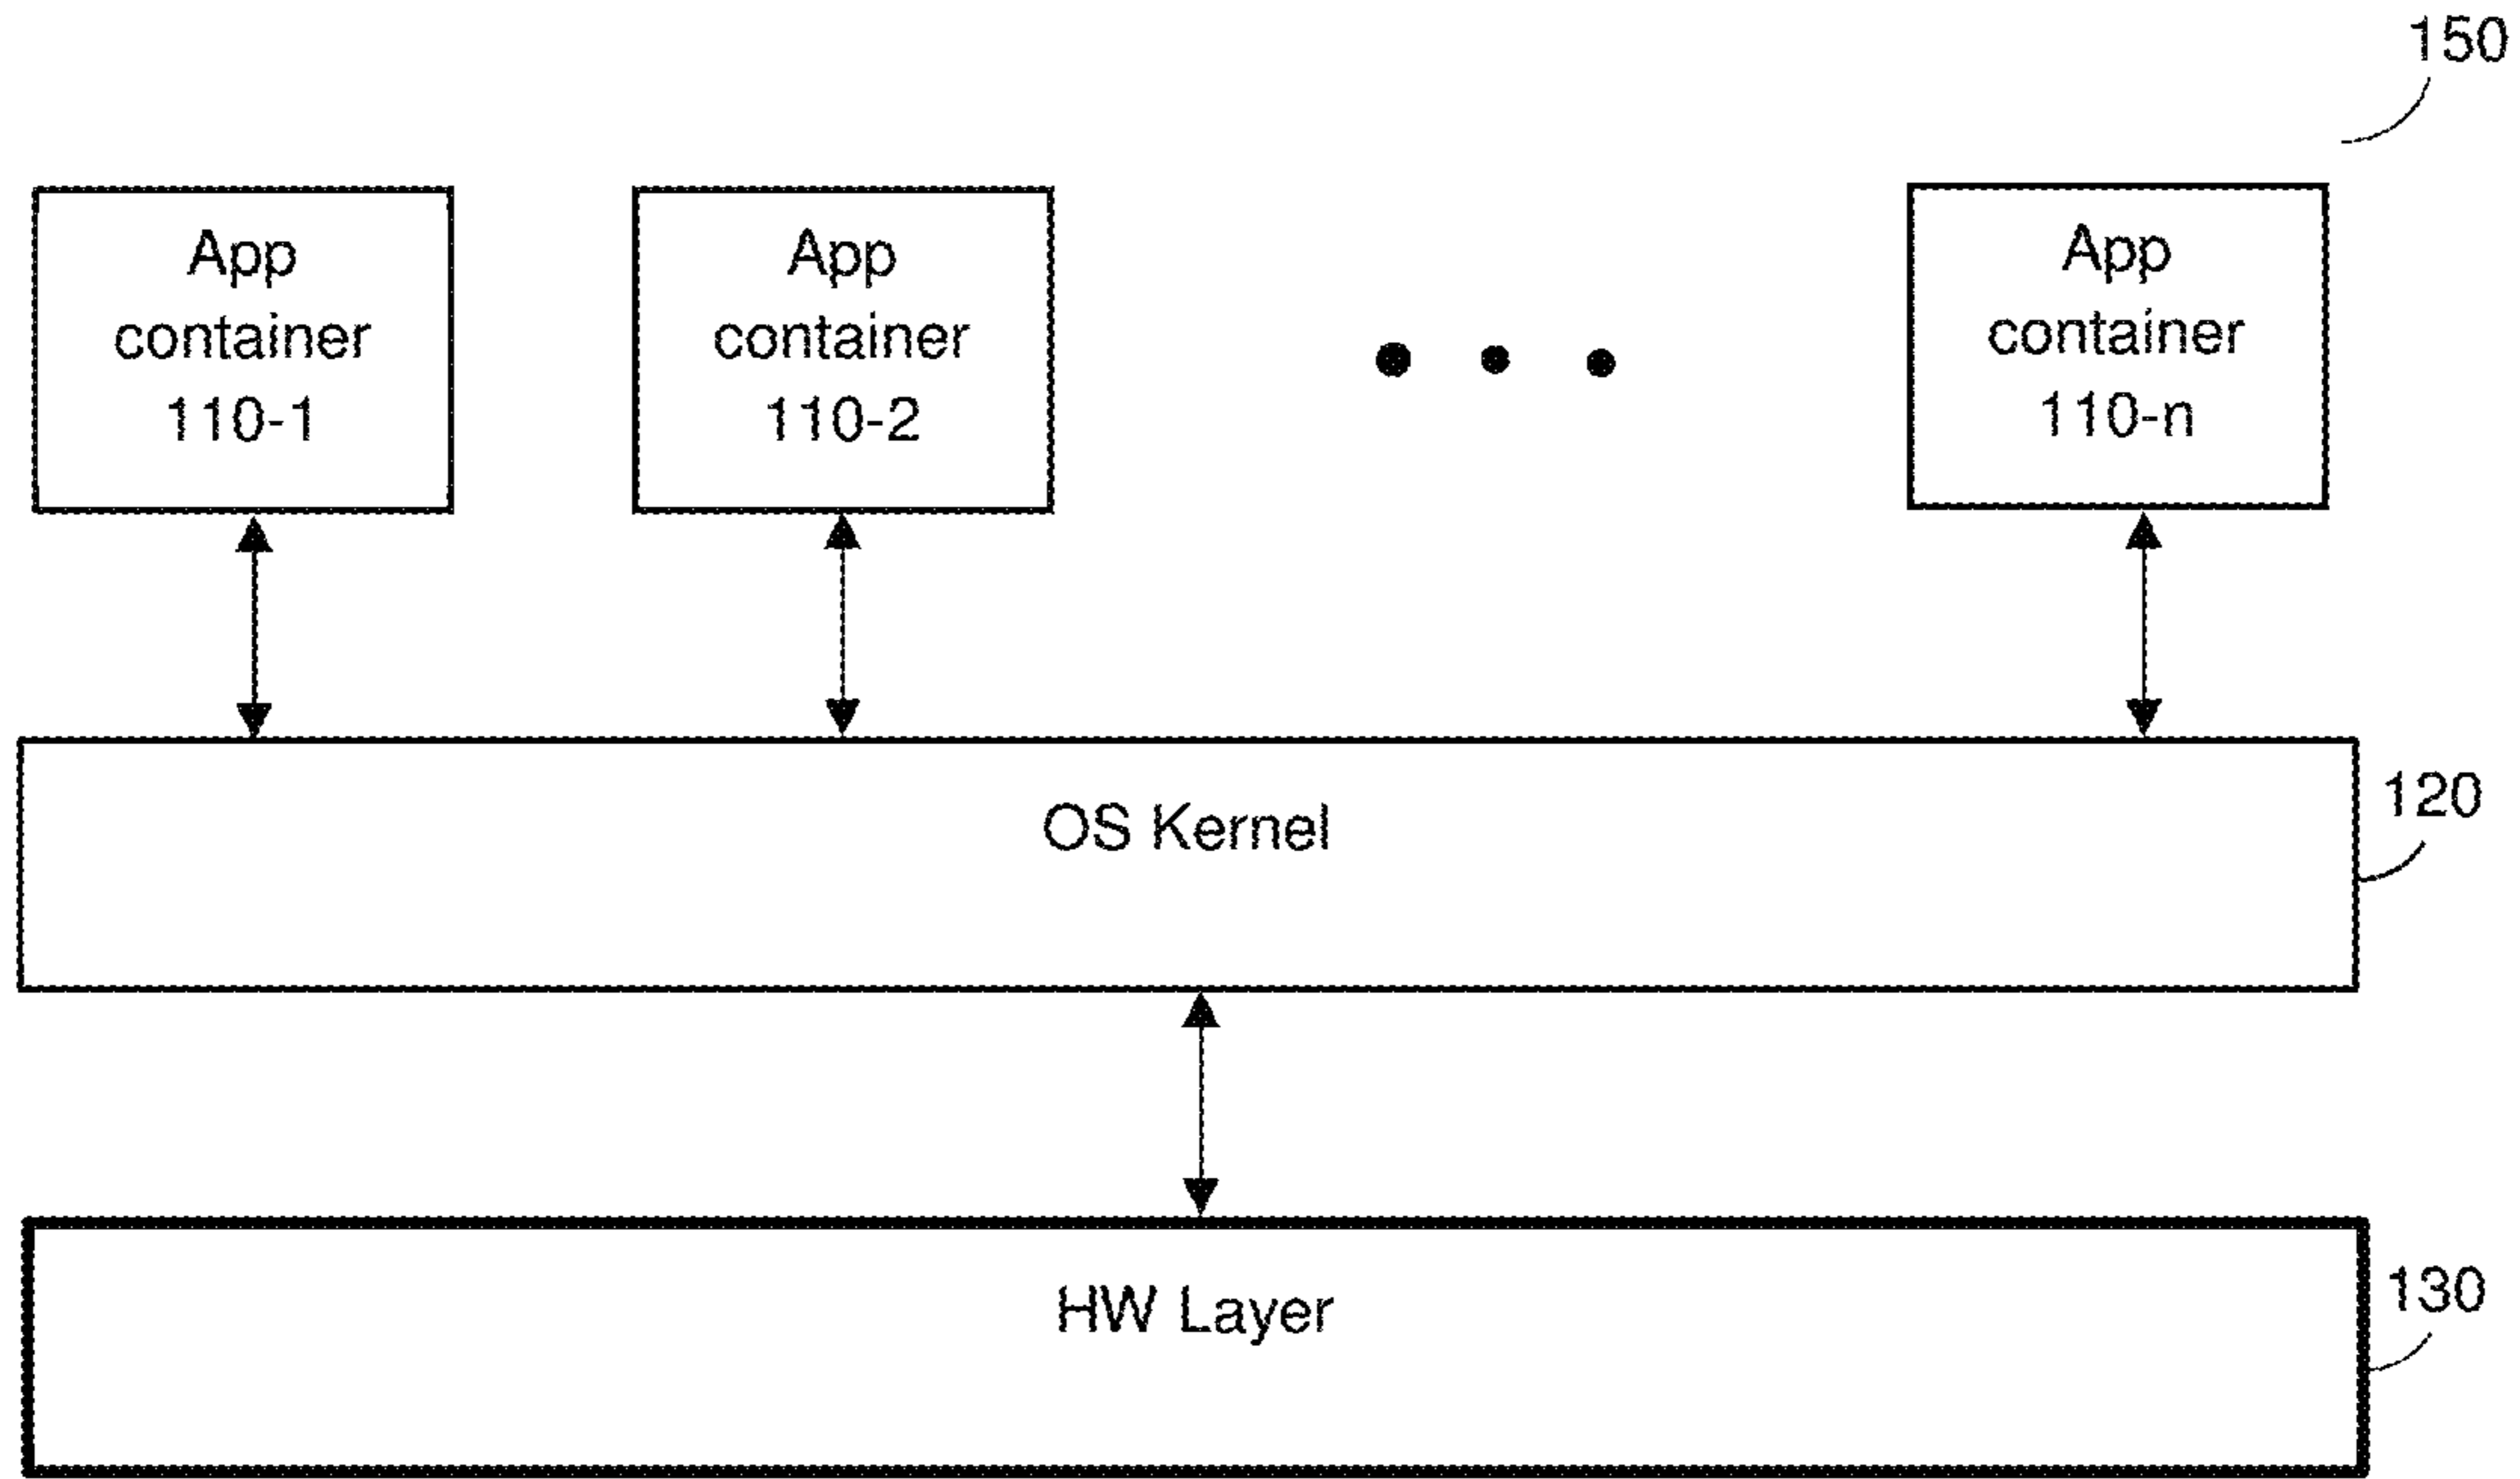 150
App
container
110-1
App
container
110-2
App
container
110-n
OS Kernel
120
HW Layer
130